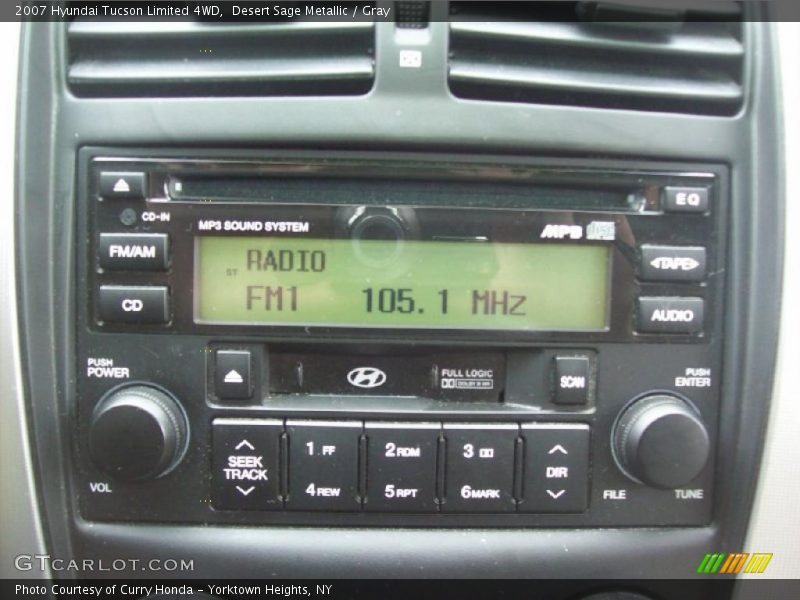 2007 Hyundai Tucson Limited 4WD, Desert Sage Metallic / Gray
EQ
CD-IN
MP3 SOUND SYSTEM
MP3
FM/AM
RADIO
<TAPE>
ST
FM1 105.1 MHz
CD
AUDIO
PUSH
POWER
FULL LOGIC
SCAN
PUSH
ENTER
SEEK
TRACK
1 FF
2 RDM
3
DIR
4 REW
5 RPT
6 MARK
VOL
FILE
TUNE
GTCARLOT.COM
Photo Courtesy of Curry Honda - Yorktown Heights, NY